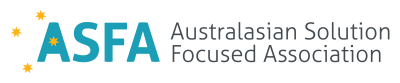 ASFA
Australasian Solution
Focused Association